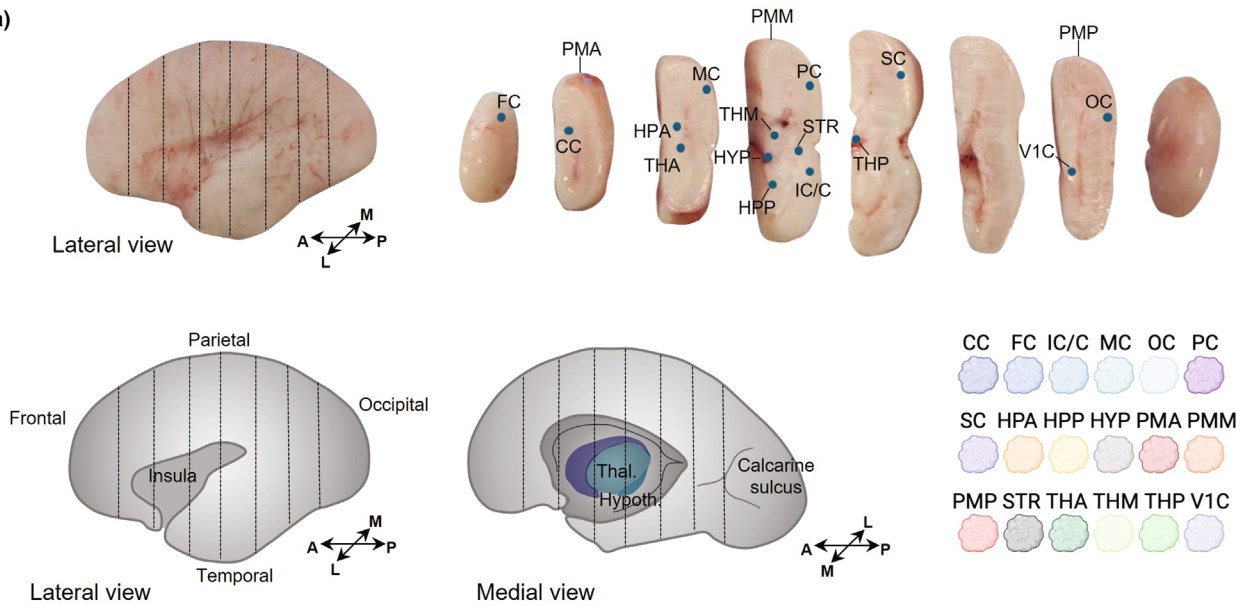 a)
PMA
PMM
PMP
FC
CC
MC
HPA
THA
PC
THM
STR
HYP
IC/C
HPP
SC
THP
OC
V1C
Lateral view
M
A
P
L
Parietal
Frontal
Occipital
Insula
Temporal
M
A
P
L
Lateral view
Thal.
Hypoth.
Calcarine
sulcus
L
A
P
M
Medial view
CC FC IC/C MC OC PC
SC HPA HPP HYP PMA PMM
PMP STR THA THM THP V1C